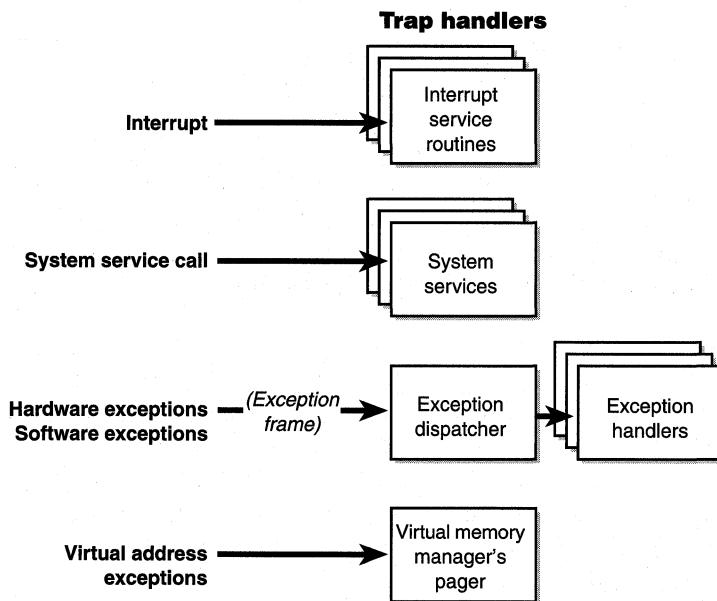 Trap handlers
Interrupt
Interrupt
service
routines
System service call
System
services
Hardware exceptions
Software exceptions
(Exception
frame)
Exception
dispatcher
Exception
handlers
Virtual address
exceptions
Virtual memory
manager's
pager